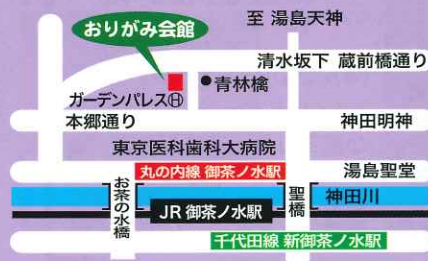 至 湯島天神
おりがみ会館
清水坂下 蔵前橋通り
●青林檎
ガーデンパレスⒽ
本郷通り
神田明神
東京医科歯科大病院
丸の内線 御茶ノ水駅
湯島聖堂
お茶の水橋
聖橋
神田川
JR 御茶ノ水駅
千代田線 新御茶ノ水駅